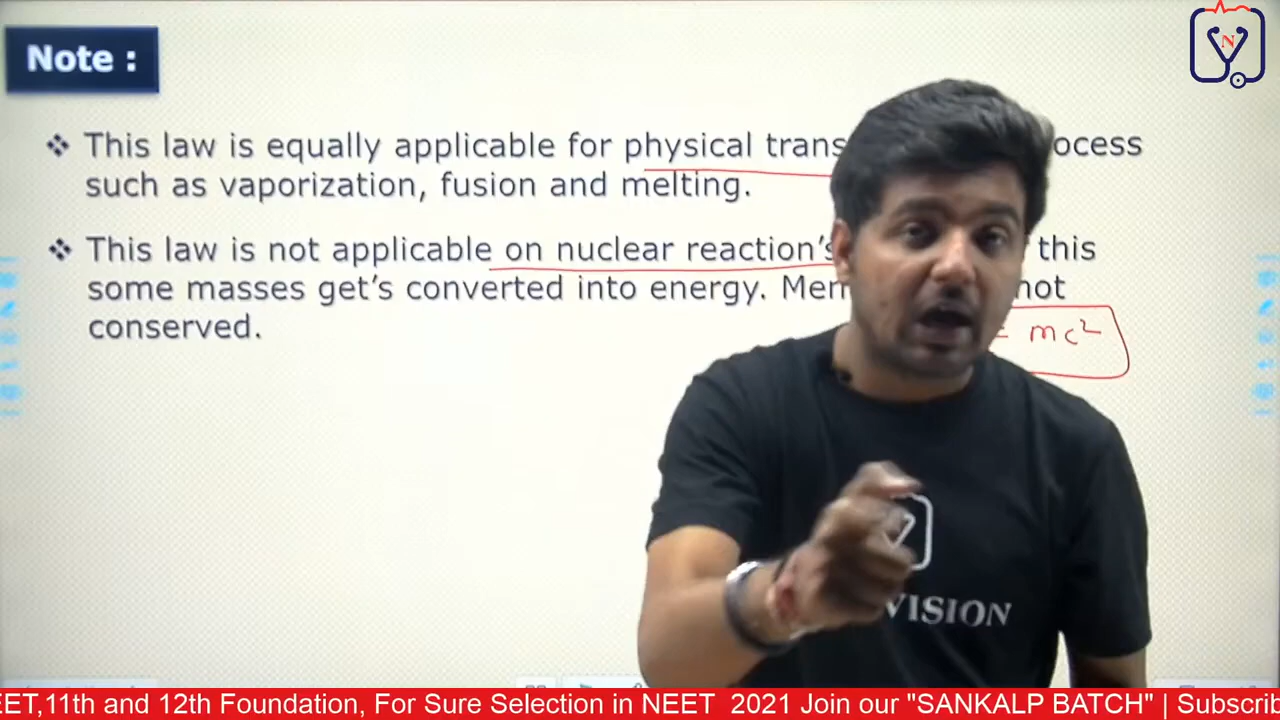 Note :
❖ This law is equally applicable for physical trans ocess
such as vaporization, fusion and melting.
❖ This law is not applicable on nuclear reaction's this
some masses get's converted into energy. not
conserved.
= mc²
N
VISION
EET,11th and 12th Foundation, For Sure Selection in NEET 2021 Join our "SANKALP BATCH" | Subscrib